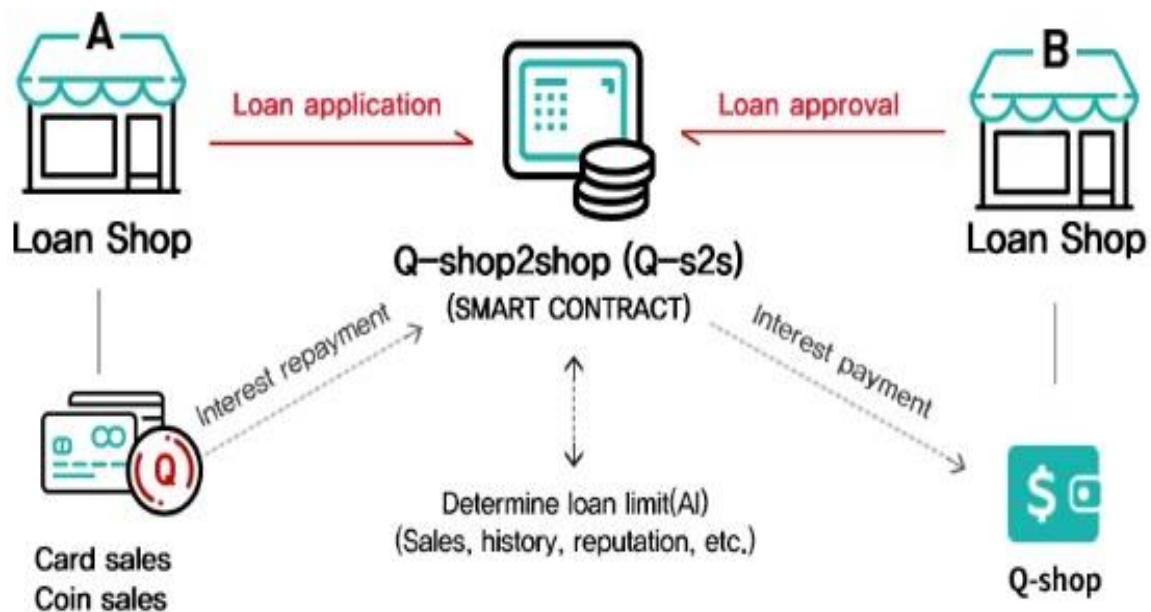 A
B
Loan application
Loan approval
Loan Shop
Loan Shop
Q-shop2shop (Q-s2s)
(SMART CONTRACT)
Interest repayment
Interest payment
Q
$
Determine loan limit(AI)
(Sales, history, reputation, etc.)
Card sales
Coin sales
Q-shop